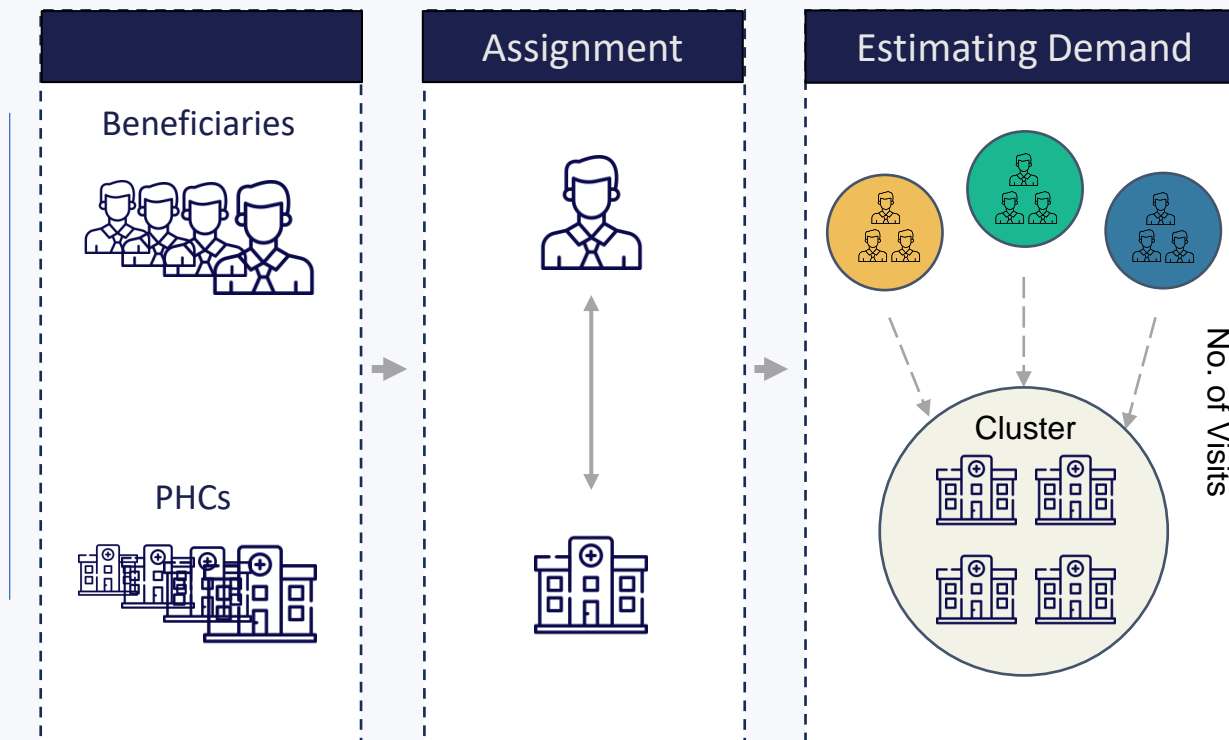 Assignment
Estimating Demand
Beneficiaries
PHCs
Cluster
No. of Visits